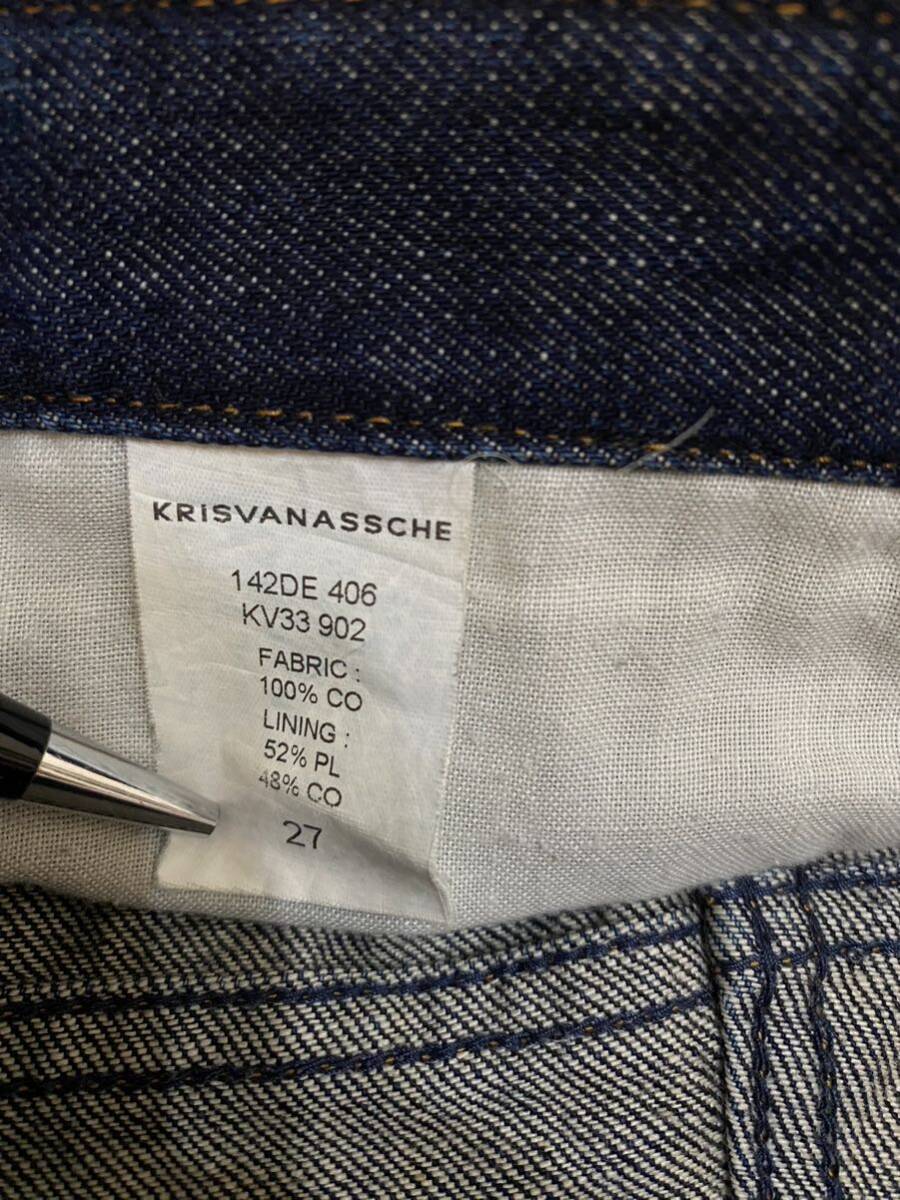 KRISVANASSCHE
142DE 406
KV33 902
FABRIC :
100% CO
LINING :
52% PL
48% CO
27